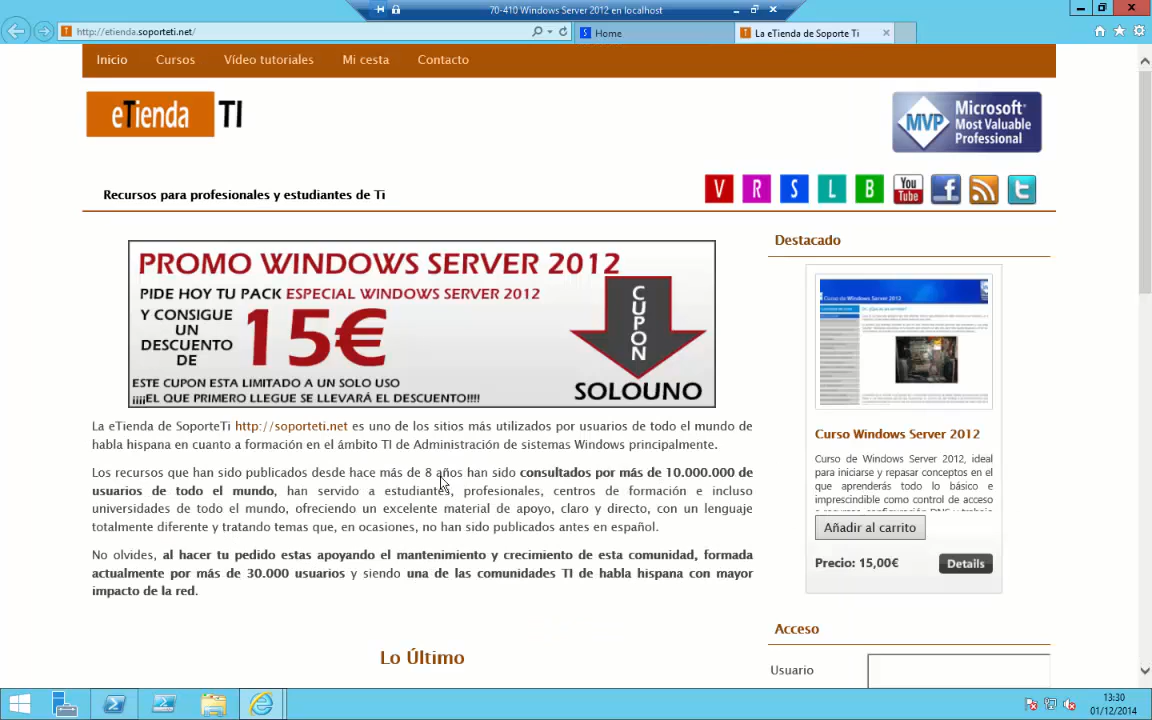 70-410 Windows Server 2012 en localhost
http://etienda.soporteti.net/
Home
La eTienda de Soporte Ti
Inicio
Cursos
Vídeo tutoriales
Mi cesta
Contacto
eTienda TI
MVP
Microsoft®
Most Valuable
Professional
Recursos para profesionales y estudiantes de Ti
V
R
S
L
B
You
Tube
PROMO WINDOWS SERVER 2012
PIDE HOY TU PACK ESPECIAL WINDOWS SERVER 2012
Y CONSIGUE
UN
DESCUENTO
DE
15€
ESTE CUPON ESTA LIMITADO A UN SOLO USO
¡¡¡¡EL QUE PRIMERO LLEGUE SE LLEVARÁ EL DESCUENTO!!!!
CUPON
SOLOUNO
La eTienda de SoporteTi http://soporteti.net es uno de los sitios más utilizados por usuarios de todo el mundo de
habla hispana en cuanto a formación en el ámbito TI de Administración de sistemas Windows principalmente.
Los recursos que han sido publicados desde hace más de 8 años han sido consultados por más de 10.000.000 de
usuarios de todo el mundo, han servido a estudiantes, profesionales, centros de formación e incluso
universidades de todo el mundo, ofreciendo un excelente material de apoyo, claro y directo, con un lenguaje
totalmente diferente y tratando temas que, en ocasiones, no han sido publicados antes en español.
No olvides, al hacer tu pedido estas apoyando el mantenimiento y crecimiento de esta comunidad, formada
actualmente por más de 30.000 usuarios y siendo una de las comunidades TI de habla hispana con mayor
impacto de la red.
Lo Último
Destacado
Curso de Windows Server 2012
Curso Windows Server 2012
Curso de Windows Server 2012, ideal
para iniciarse y repasar conceptos en el
que aprenderás todo lo básico e
imprescindible como control de acceso
Añadir al carrito
Precio: 15,00€
Details
Acceso
Usuario
13:30
01/12/2014